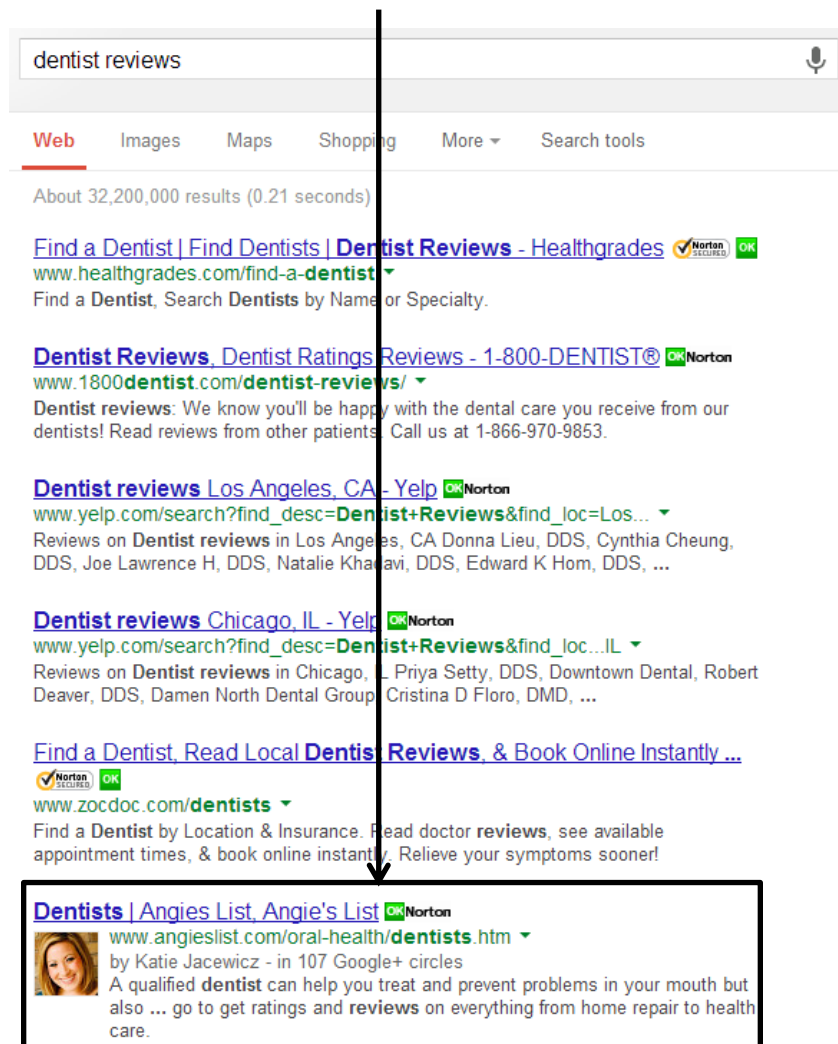 dentist reviews
Web Images Maps Shopping More Search tools
About 32,200,000 results (0.21 seconds)
Find a Dentist | Find Dentists | Dentist Reviews - Healthgrades Norton SECURED OK
www.healthgrades.com/find-a-dentist
Find a Dentist, Search Dentists by Name or Specialty.
Dentist Reviews, Dentist Ratings Reviews - 1-800-DENTIST® OK Norton
www.1800dentist.com/dentist-reviews/
Dentist reviews: We know you'll be happy with the dental care you receive from our
dentists! Read reviews from other patients. Call us at 1-866-970-9853.
Dentist reviews Los Angeles, CA - Yelp OK Norton
www.yelp.com/search?find_desc=Dentist+Reviews&find_loc=Los...
Reviews on Dentist reviews in Los Angeles, CA Donna Lieu, DDS, Cynthia Cheung,
DDS, Joe Lawrence H, DDS, Natalie Khadavi, DDS, Edward K Hom, DDS, ...
Dentist reviews Chicago, IL - Yelp OK Norton
www.yelp.com/search?find_desc=Dentist+Reviews&find_loc...IL
Reviews on Dentist reviews in Chicago, IL Priya Setty, DDS, Downtown Dental, Robert
Deaver, DDS, Damen North Dental Group, Cristina D Floro, DMD, ...
Find a Dentist, Read Local Dentist Reviews, & Book Online Instantly ...
Norton SECURED OK
www.zocdoc.com/dentists
Find a Dentist by Location & Insurance. Read doctor reviews, see available
appointment times, & book online instantly. Relieve your symptoms sooner!
Dentists | Angies List, Angie's List OK Norton
www.angieslist.com/oral-health/dentists.htm
by Katie Jacewicz - in 107 Google+ circles
A qualified dentist can help you treat and prevent problems in your mouth but
also ... go to get ratings and reviews on everything from home repair to health
care.